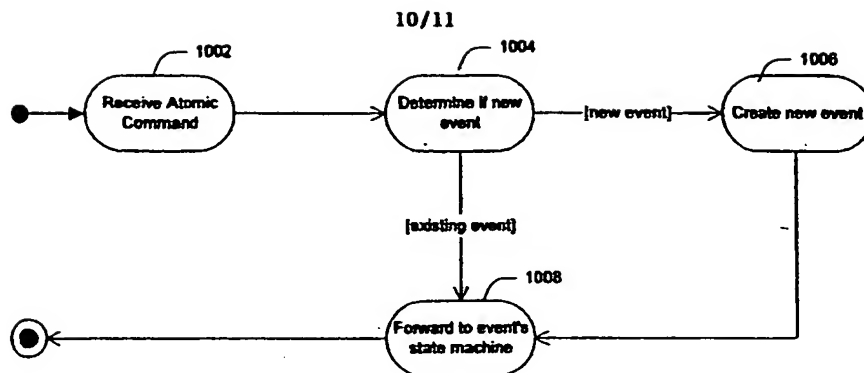 10/11
1002
Receive Atomic
Command
1004
Determine if new
event
[new event]
1006
Create new event
[existing event]
1008
Forward to event's
state machine